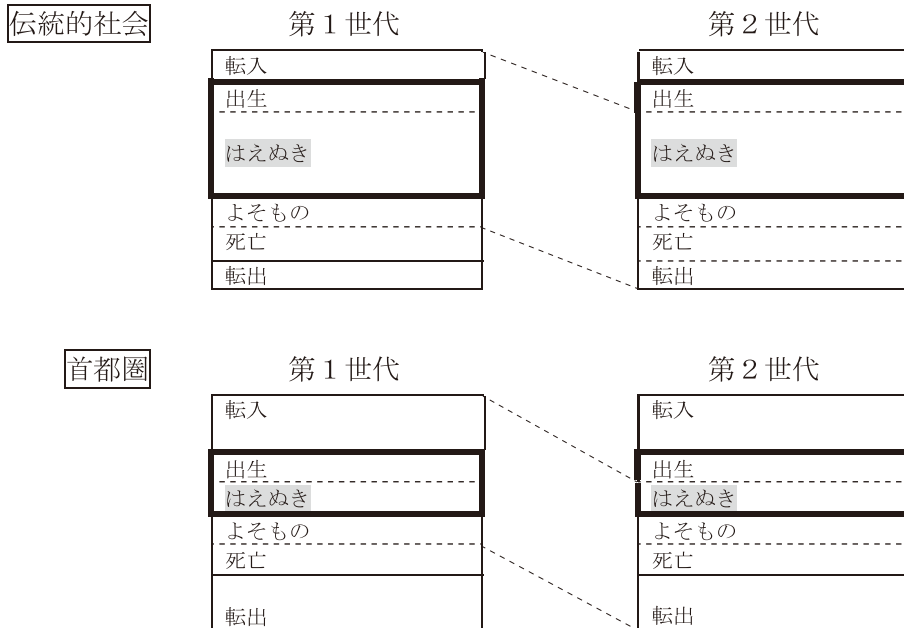 伝統的社会
第1世代
転入
出生
はえぬき
よそもの
死亡
転出
第2世代
転入
出生
はえぬき
よそもの
死亡
転出
首都圏
第1世代
転入
出生
はえぬき
よそもの
死亡
転出
第2世代
転入
出生
はえぬき
よそもの
死亡
転出